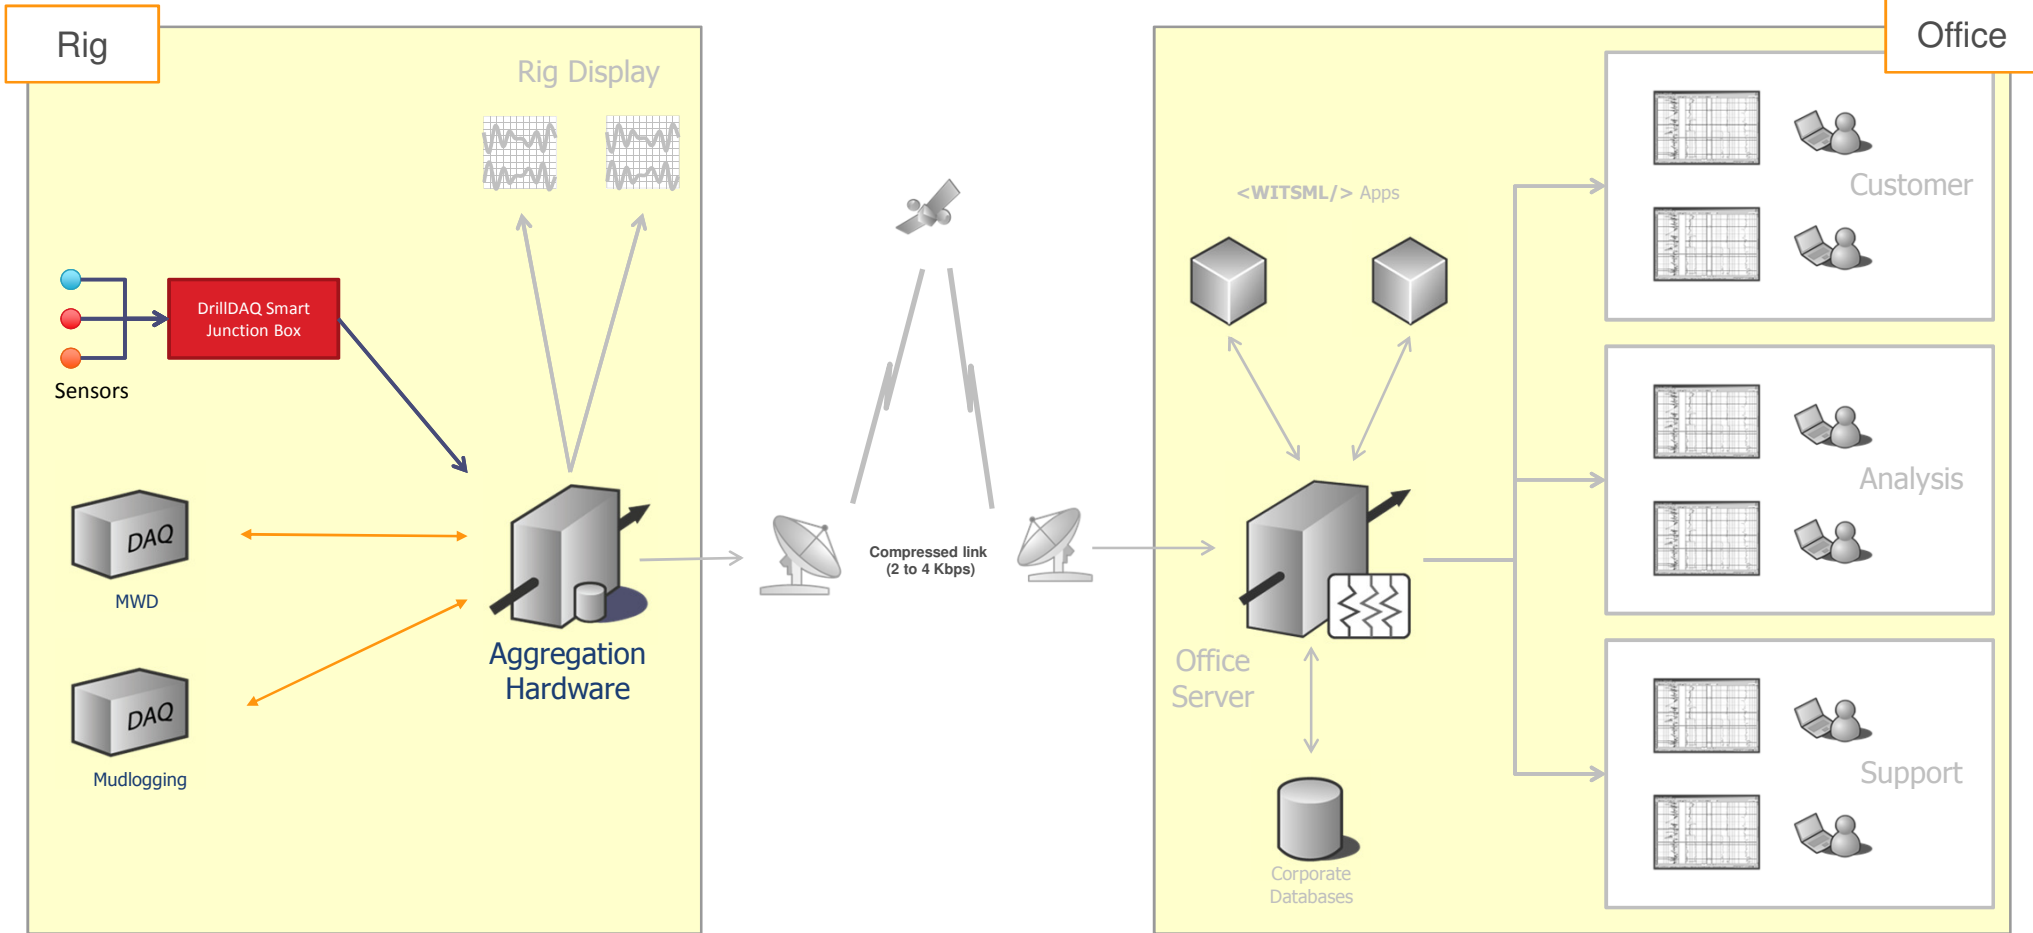 Rig
Office
Rig Display
<WITSML/> Apps
Customer
DrillDAQ Smart
Junction Box
Sensors
Analysis
DAQ
MWD
Compressed link
(2 to 4 Kbps)
Aggregation
Hardware
Office
Server
DAQ
Mudlogging
Support
Corporate
Databases